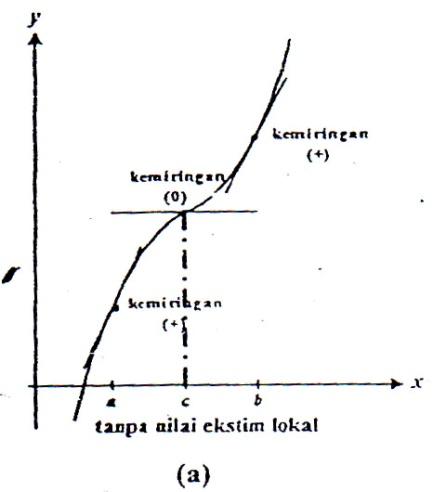 y
kemiringan
(+)
kemiringan
(0)
kemiringan
(+)
x
a
c
b
tanpa nilai ekstim lokal
(a)